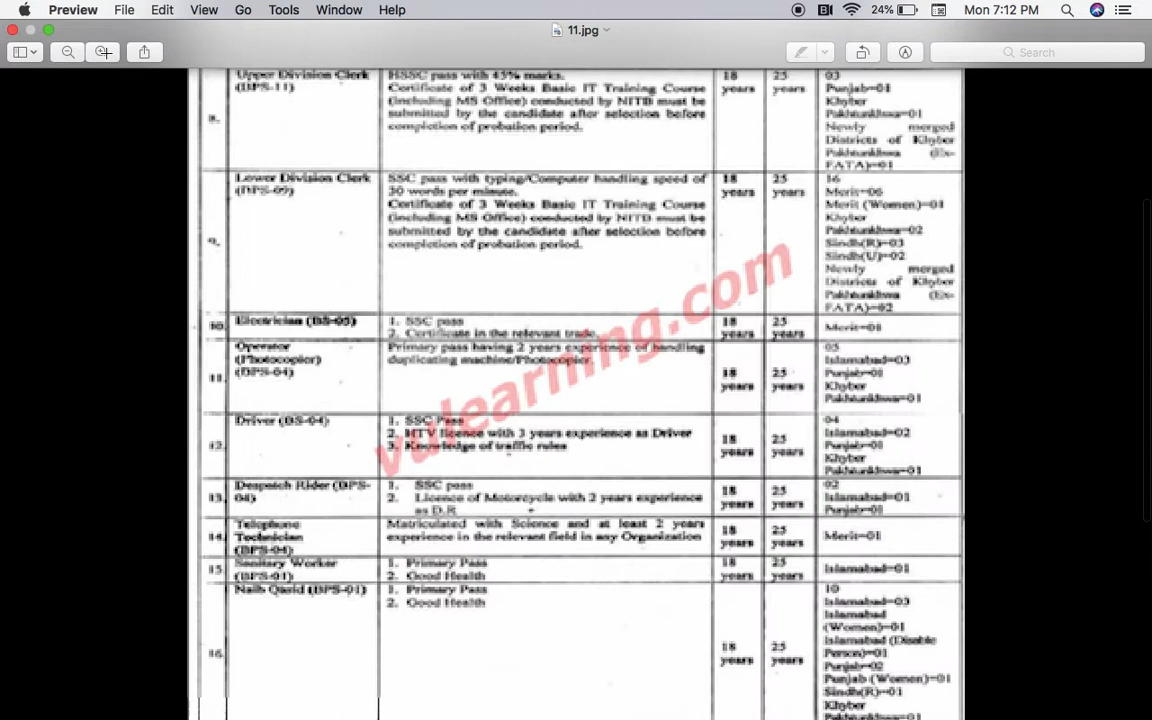 Preview File Edit View Go Tools Window Help 24% Mon 7:12 PM
11.jpg
Search
Upper Division Clerk
(BPS-11)
HSSC pass with 45% marks.
Certificate of 3 Weeks Basic IT Training Course
(including MS Office) conducted by NITB must be
submitted by the candidate after selection before
completion of probation period.
18
years
25
years
03
Punjab=01
Khyber
Pakhtunkhwa=01
Newly merged
Districts of Khyber
Pakhtunkhwa (Ex-
FATA)=01
8.
9.
Lower Division Clerk
(BPS-09)
SSC pass with typing/Computer handling speed of
30 words per minute.
Certificate of 3 Weeks Basic IT Training Course
(including MS Office) conducted by NITB must be
submitted by the candidate after selection before
completion of probation period.
18
years
25
years
16
Merit=06
Merit (Women)=01
Khyber
Pakhtunkhwa=02
Sindh(R)=03
Sindh(U)=02
Newly merged
Districts of Khyber
Pakhtunkhwa (Ex-
FATA)=02
10.
Electrician (BS-05)
1. SSC pass
2. Certificate in the relevant trade.
18
years
25
years
Merit=01
11.
Operator
(Photocopier)
(BPS-04)
Primary pass having 2 years experience of handling
duplicating machine/Photocopier.
18
years
25
years
05
Islamabad=03
Punjab=01
Khyber
Pakhtunkhwa=01
12.
Driver (BS-04)
1. SSC Pass
2. HTV licence with 3 years experience as Driver
3. Knowledge of traffic rules
18
years
25
years
04
Islamabad=02
Punjab=01
Khyber
Pakhtunkhwa=01
13.
Despatch Rider (BPS-
04)
1. SSC pass
2. Licence of Motorcycle with 2 years experience
as D.R
18
years
25
years
02
Islamabad=01
Punjab=01
14.
Telephone
Technician
(BPS-04)
Matriculated with Science and at least 2 years
experience in the relevant field in any Organization
18
years
25
years
Merit=01
15.
Sanitary Worker
(BPS-01)
1. Primary Pass
2. Good Health
18
years
25
years
Islamabad=01
16.
Naib Qasid (BPS-01)
1. Primary Pass
2. Good Health
18
years
25
years
10
Islamabad=03
Islamabad
(Women)=01
Islamabad (Disable
Person)=01
Punjab=02
Punjab (Women)=01
Sindh(R)=01
Khyber
Pakhtunkhwa=01
vulearning.com